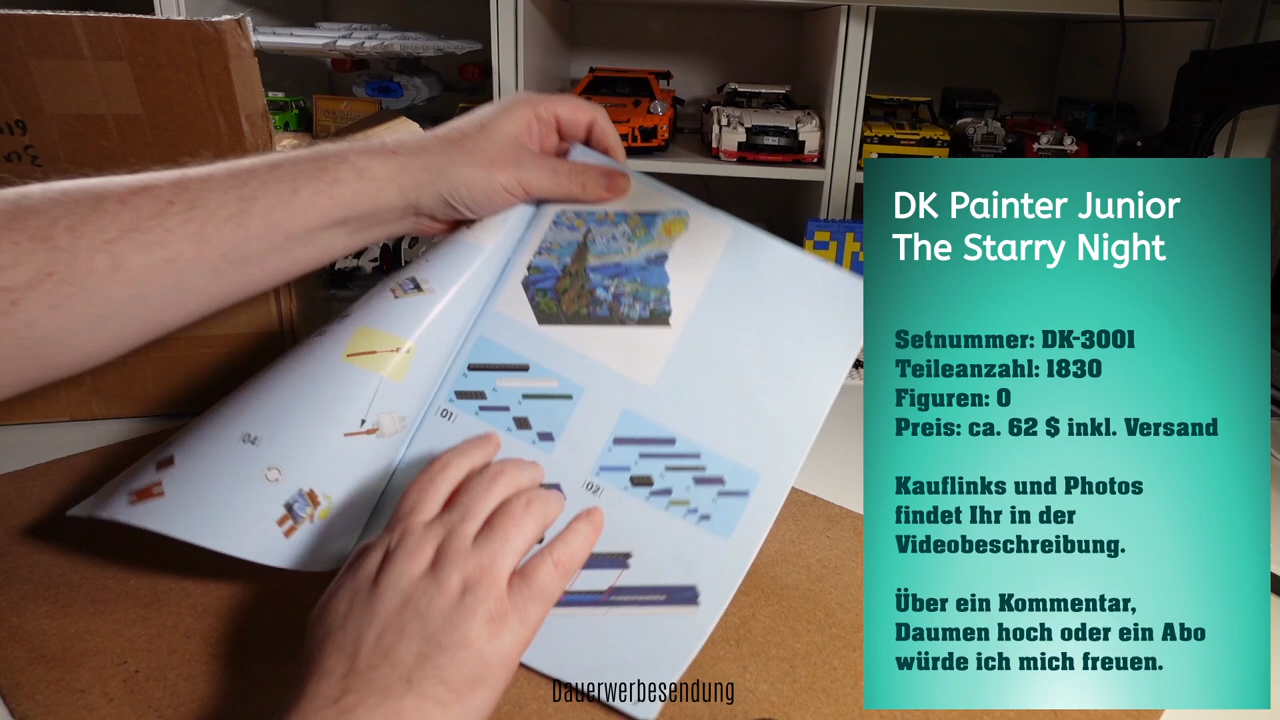 DK Painter Junior
The Starry Night
Setnummer: DK-3001
Teileanzahl: 1830
Figuren: 0
Preis: ca. 62 $ inkl. Versand
Kauflinks und Photos
findet Ihr in der
Videobeschreibung.
Über ein Kommentar,
Daumen hoch oder ein Abo
würde ich mich freuen.
04
01
02
Dauerwerbesendung